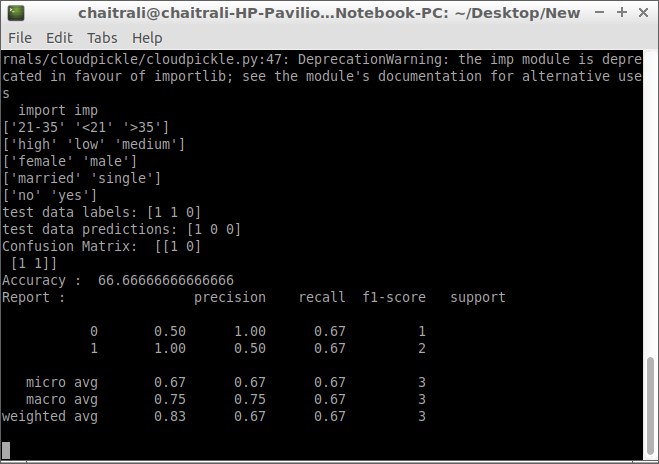 chaitrali@chaitrali-HP-Pavilio…Notebook-PC: ~/Desktop/New
File Edit Tabs Help
rnals/cloudpickle/cloudpickle.py:47: DeprecationWarning: the imp module is depre
cated in favour of importlib; see the module's documentation for alternative use
s
  import imp
['21-35' '<21' '>35']
['high' 'low' 'medium']
['female' 'male']
['married' 'single']
['no' 'yes']
test data labels: [1 1 0]
test data predictions: [1 0 0]
Confusion Matrix:  [[1 0]
 [1 1]]
Accuracy :  66.66666666666666
Report :                precision    recall  f1-score   support

           0       0.50      1.00      0.67         1
           1       1.00      0.50      0.67         2

   micro avg       0.67      0.67      0.67         3
   macro avg       0.75      0.75      0.67         3
weighted avg       0.83      0.67      0.67         3